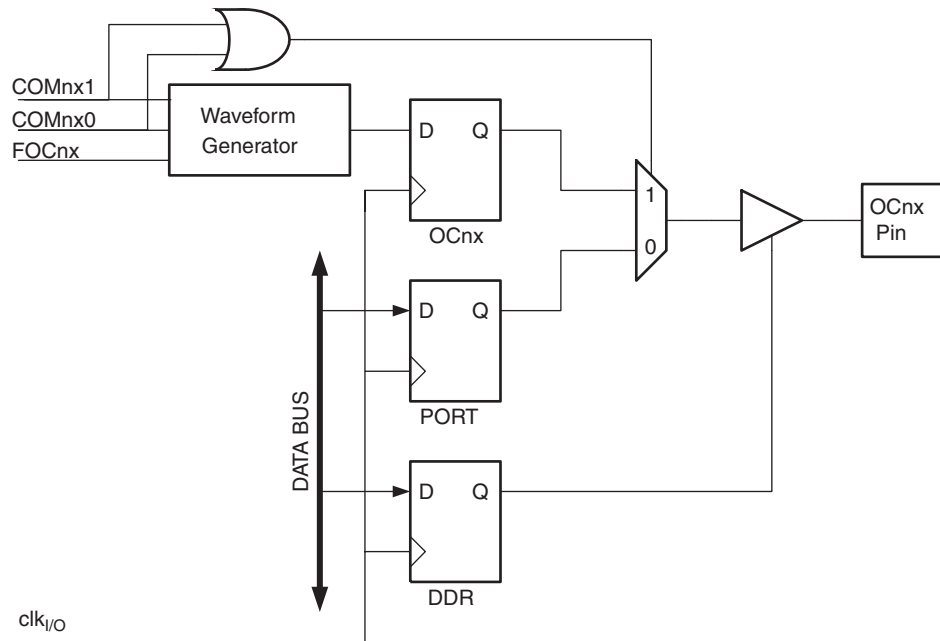 COMnx1
COMnx0
FOCnx
Waveform
Generator
D Q
OCnx
1
0
OCnx
Pin
D Q
PORT
DATA BUS
D Q
DDR
clkI/O